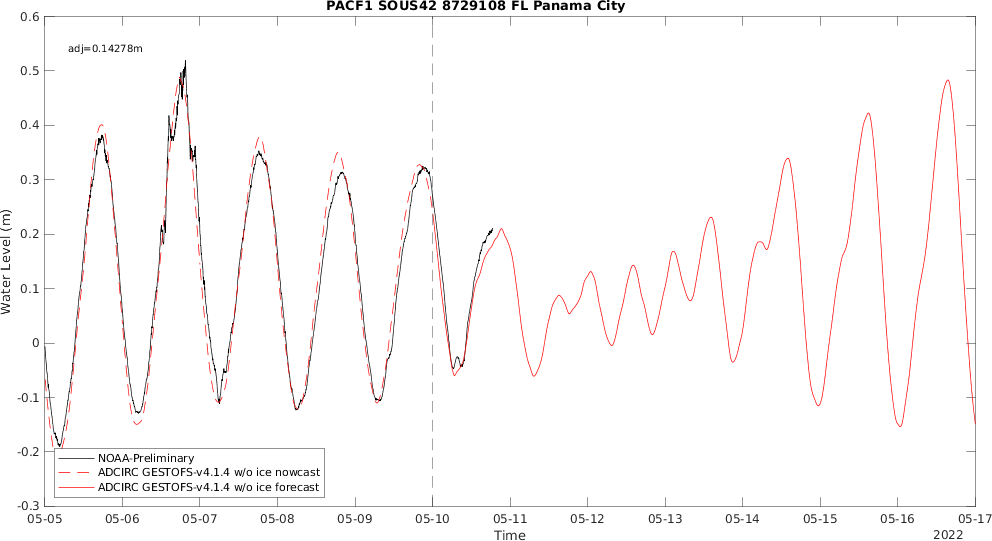 PACF1 SOUS42 8729108 FL Panama City
adj=0.14278m
0.6
0.5
0.4
0.3
0.2
0.1
0
-0.1
-0.2
-0.3
Water Level (m)
NOAA-Preliminary
ADCIRC GESTOFS-v4.1.4 w/o ice nowcast
ADCIRC GESTOFS-v4.1.4 w/o ice forecast
05-05 05-06 05-07 05-08 05-09 05-10 05-11 05-12 05-13 05-14 05-15 05-16 05-17
Time
2022